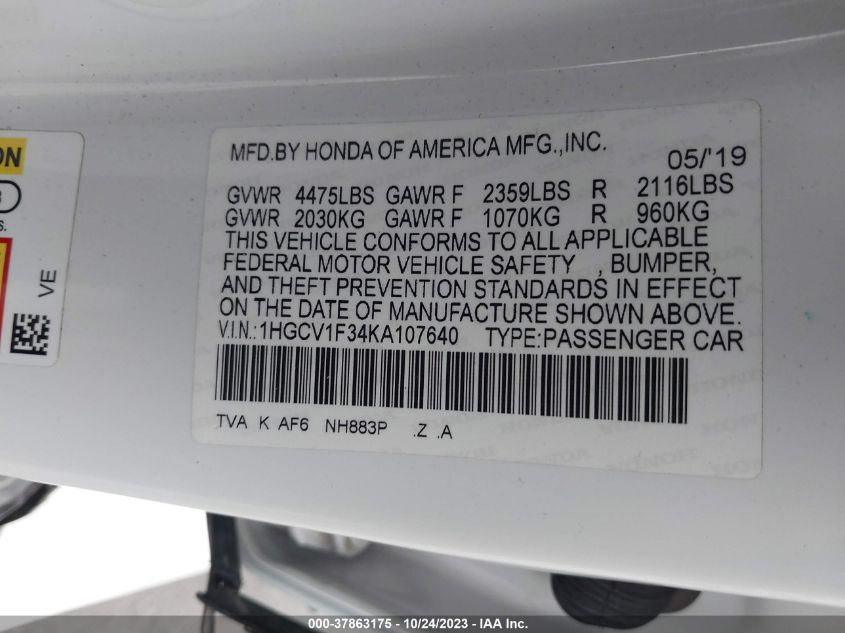 ON
S.
VE
MFD.BY HONDA OF AMERICA MFG.,INC. 05/'19
GVWR 4475LBS GAWR F 2359LBS R 2116LBS
GVWR 2030KG GAWR F 1070KG R 960KG
THIS VEHICLE CONFORMS TO ALL APPLICABLE
FEDERAL MOTOR VEHICLE SAFETY , BUMPER,
AND THEFT PREVENTION STANDARDS IN EFFECT
ON THE DATE OF MANUFACTURE SHOWN ABOVE.
V.I.N.:1HGCV1F34KA107640 TYPE:PASSENGER CAR
TVA K AF6 NH883P .Z .A
000-37863175 - 10/24/2023 - IAA Inc.